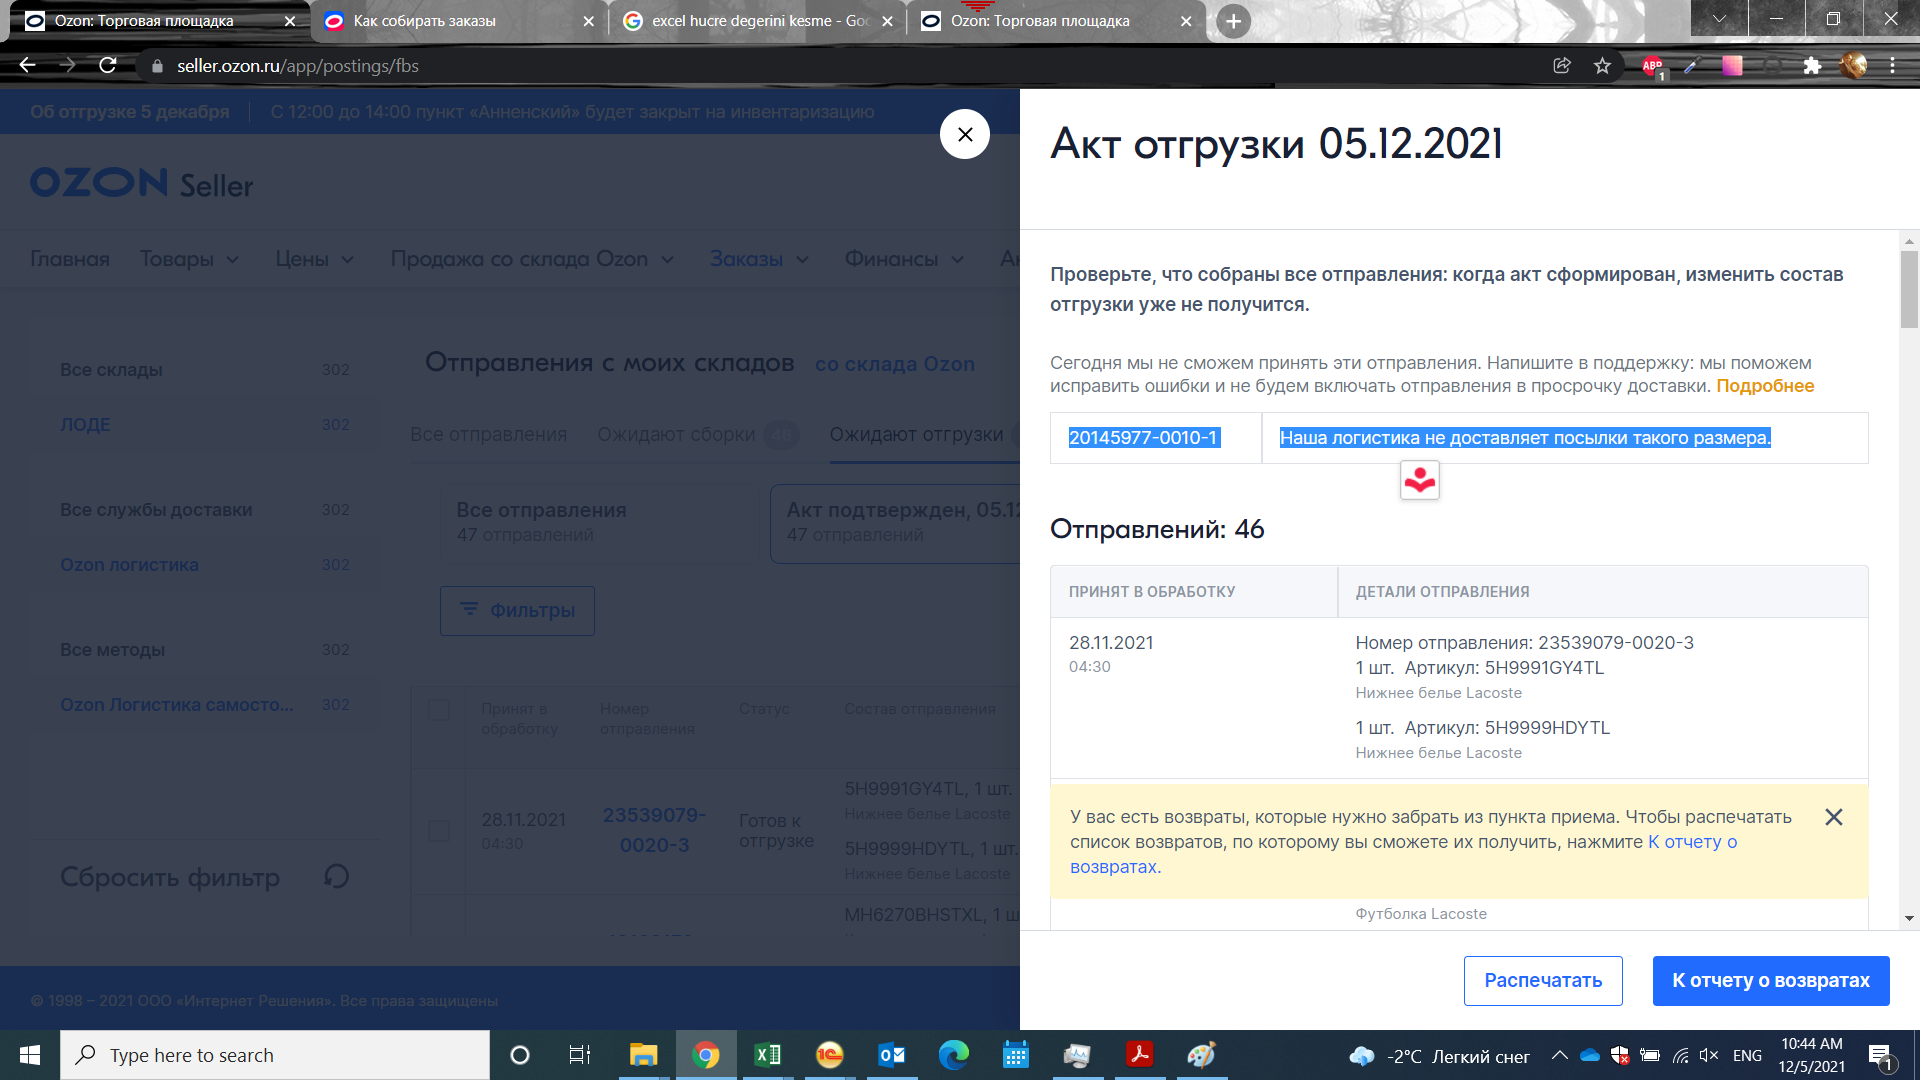 Ozon: Торговая площадка
Как собирать заказы
excel hucre degerini kesme - Goo
Ozon: Торговая площадка
seller.ozon.ru/app/postings/fbs
ABP
1
Об отгрузке 5 декабря
С 12:00 до 14:00 пункт «Анненский» будет закрыт на инвентаризацию
OZON Seller
Главная
Товары
Цены
Продажа со склада Ozon
Заказы
Финансы
Все склады 302
ЛОДЕ 302
Все службы доставки 302
Ozon логистика 302
Все методы 302
Ozon Логистика самосто... 302
Сбросить фильтр
Отправления с моих складов
со склада Ozon
Все отправления
Ожидают сборки
Ожидают отгрузки
Все отправления
47 отправлений
Акт подтвержден, 05.12
47 отправлений
Фильтры
Принят в обработку
Номер отправления
Статус
Состав отправления
28.11.2021
04:30
23539079-
0020-3
Готов к
отгрузке
5H9991GY4TL, 1 шт.
Нижнее белье Lacoste
5H9999HDYTL, 1 шт.
Нижнее белье Lacoste
MH6270BHSTXL, 1 ш
© 1998 – 2021 ООО «Интернет Решения». Все права защищены
Акт отгрузки 05.12.2021
Проверьте, что собраны все отправления: когда акт сформирован, изменить состав
отгрузки уже не получится.
Сегодня мы не сможем принять эти отправления. Напишите в поддержку: мы поможем
исправить ошибки и не будем включать отправления в просрочку доставки. Подробнее
20145977-0010-1
Наша логистика не доставляет посылки такого размера.
Отправлений: 46
ПРИНЯТ В ОБРАБОТКУ
ДЕТАЛИ ОТПРАВЛЕНИЯ
28.11.2021
04:30
Номер отправления: 23539079-0020-3
1 шт. Артикул: 5H9991GY4TL
Нижнее белье Lacoste
1 шт. Артикул: 5H9999HDYTL
Нижнее белье Lacoste
У вас есть возвраты, которые нужно забрать из пункта приема. Чтобы распечатать
список возвратов, по которому вы сможете их получить, нажмите К отчету о
возвратах.
Футболка Lacoste
Распечатать
К отчету о возвратах
Type here to search
-2°C Легкий снег
ENG
10:44 AM
12/5/2021
1